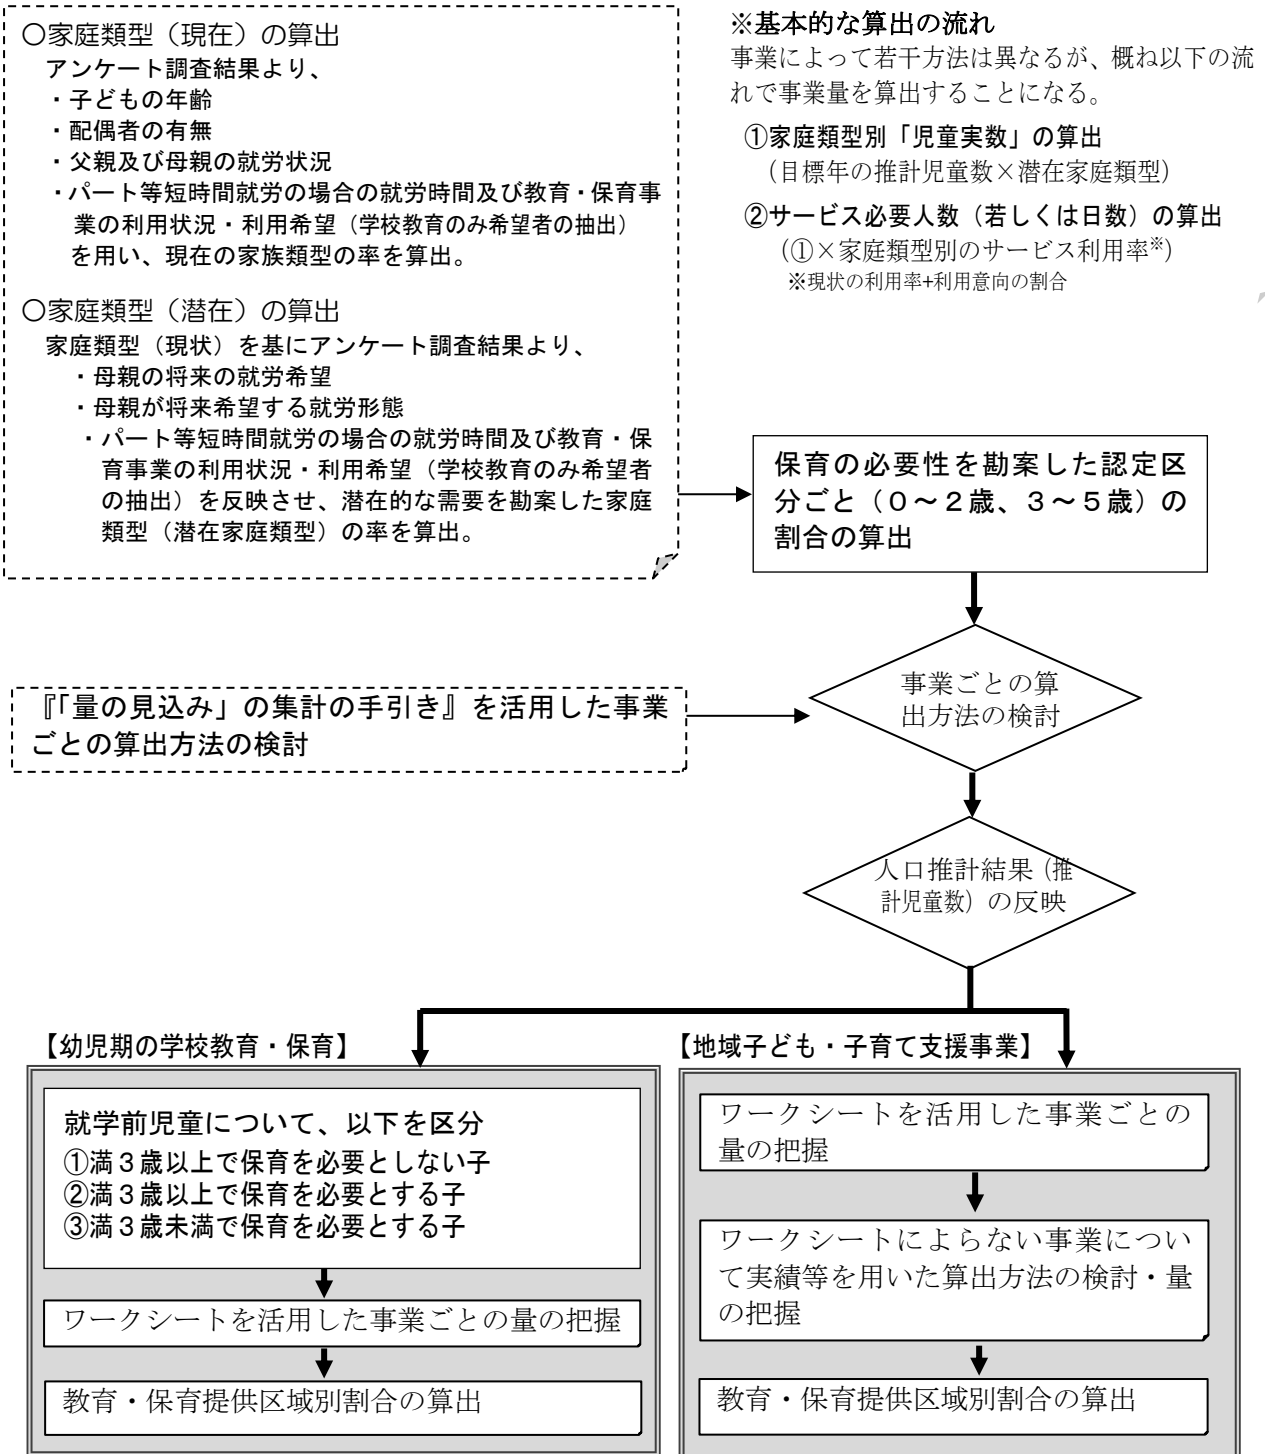 〇家庭類型（現在）の算出
アンケート調査結果より、
・子どもの年齢
・配偶者の有無
・父親及び母親の就労状況
・パート等短時間就労の場合の就労時間及び教育・保育事
業の利用状況・利用希望（学校教育のみ希望者の抽出）
を用い、現在の家族類型の率を算出。
〇家庭類型（潜在）の算出
家庭類型（現状）を基にアンケート調査結果より、
・母親の将来の就労希望
・母親が将来希望する就労形態
・パート等短時間就労の場合の就労時間及び教育・保
育事業の利用状況・利用希望（学校教育のみ希望者
の抽出）を反映させ、潜在的な需要を勘案した家庭
類型（潜在家庭類型）の率を算出。
※基本的な算出の流れ
事業によって若干方法は異なるが、概ね以下の流
れで事業量を算出することになる。
①家庭類型別「児童実数」の算出
（目標年の推計児童数×潜在家庭類型）
②サービス必要人数（若しくは日数）の算出
（①×家庭類型別のサービス利用率※）
※現状の利用率+利用意向の割合
保育の必要性を勘案した認定区
分ごと（０～２歳、３～５歳）の
割合の算出
事業ごとの算
出方法の検討
『「量の見込み」の集計の手引き』を活用した事業
ごとの算出方法の検討
人口推計結果（推
計児童数）の反映
【幼児期の学校教育・保育】
就学前児童について、以下を区分
①満３歳以上で保育を必要としない子
②満３歳以上で保育を必要とする子
③満３歳未満で保育を必要とする子
ワークシートを活用した事業ごとの量の把握
教育・保育提供区域別割合の算出
【地域子ども・子育て支援事業】
ワークシートを活用した事業ごとの
量の把握
ワークシートによらない事業につい
て実績等を用いた算出方法の検討・量
の把握
教育・保育提供区域別割合の算出